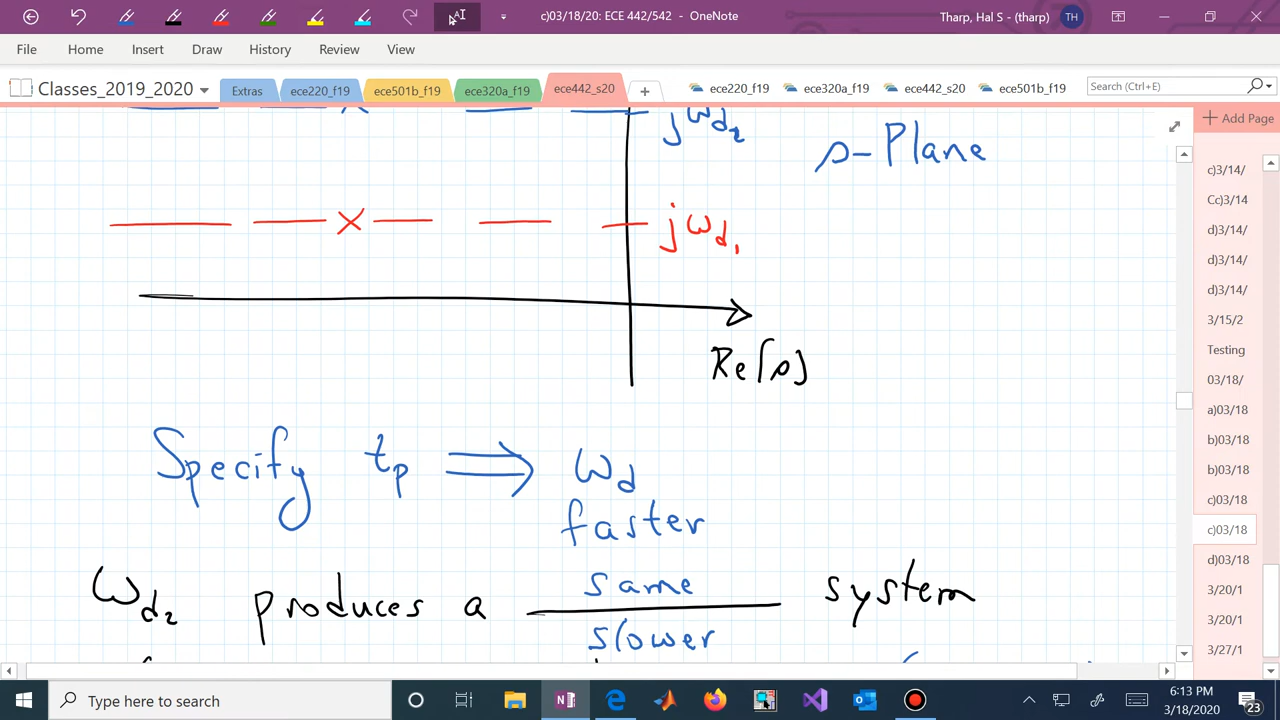 c)03/18/20: ECE 442/542 - OneNote
Tharp, Hal S - (tharp)
TH
File
Home
Insert
Draw
History
Review
View
Classes_2019_2020
Extras
ece220_f19
ece501b_f19
ece320a_f19
ece442_s20
ece220_f19
ece320a_f19
ece442_s20
ece501b_f19
Search (Ctrl+E)
Add Page
c)3/14/
Cc)3/14
d)3/14/
d)3/14/
d)3/14/
3/15/2
Testing
03/18/
a)03/18
b)03/18
b)03/18
c)03/18
c)03/18
d)03/18
3/20/1
3/20/1
3/27/1
jωd₂
s-Plane
jωd₁
Re[s]
Specify tp ⟹ ωd
faster
same
ωd₂ produces a system
slower
Type here to search
6:13 PM
3/18/2020
23